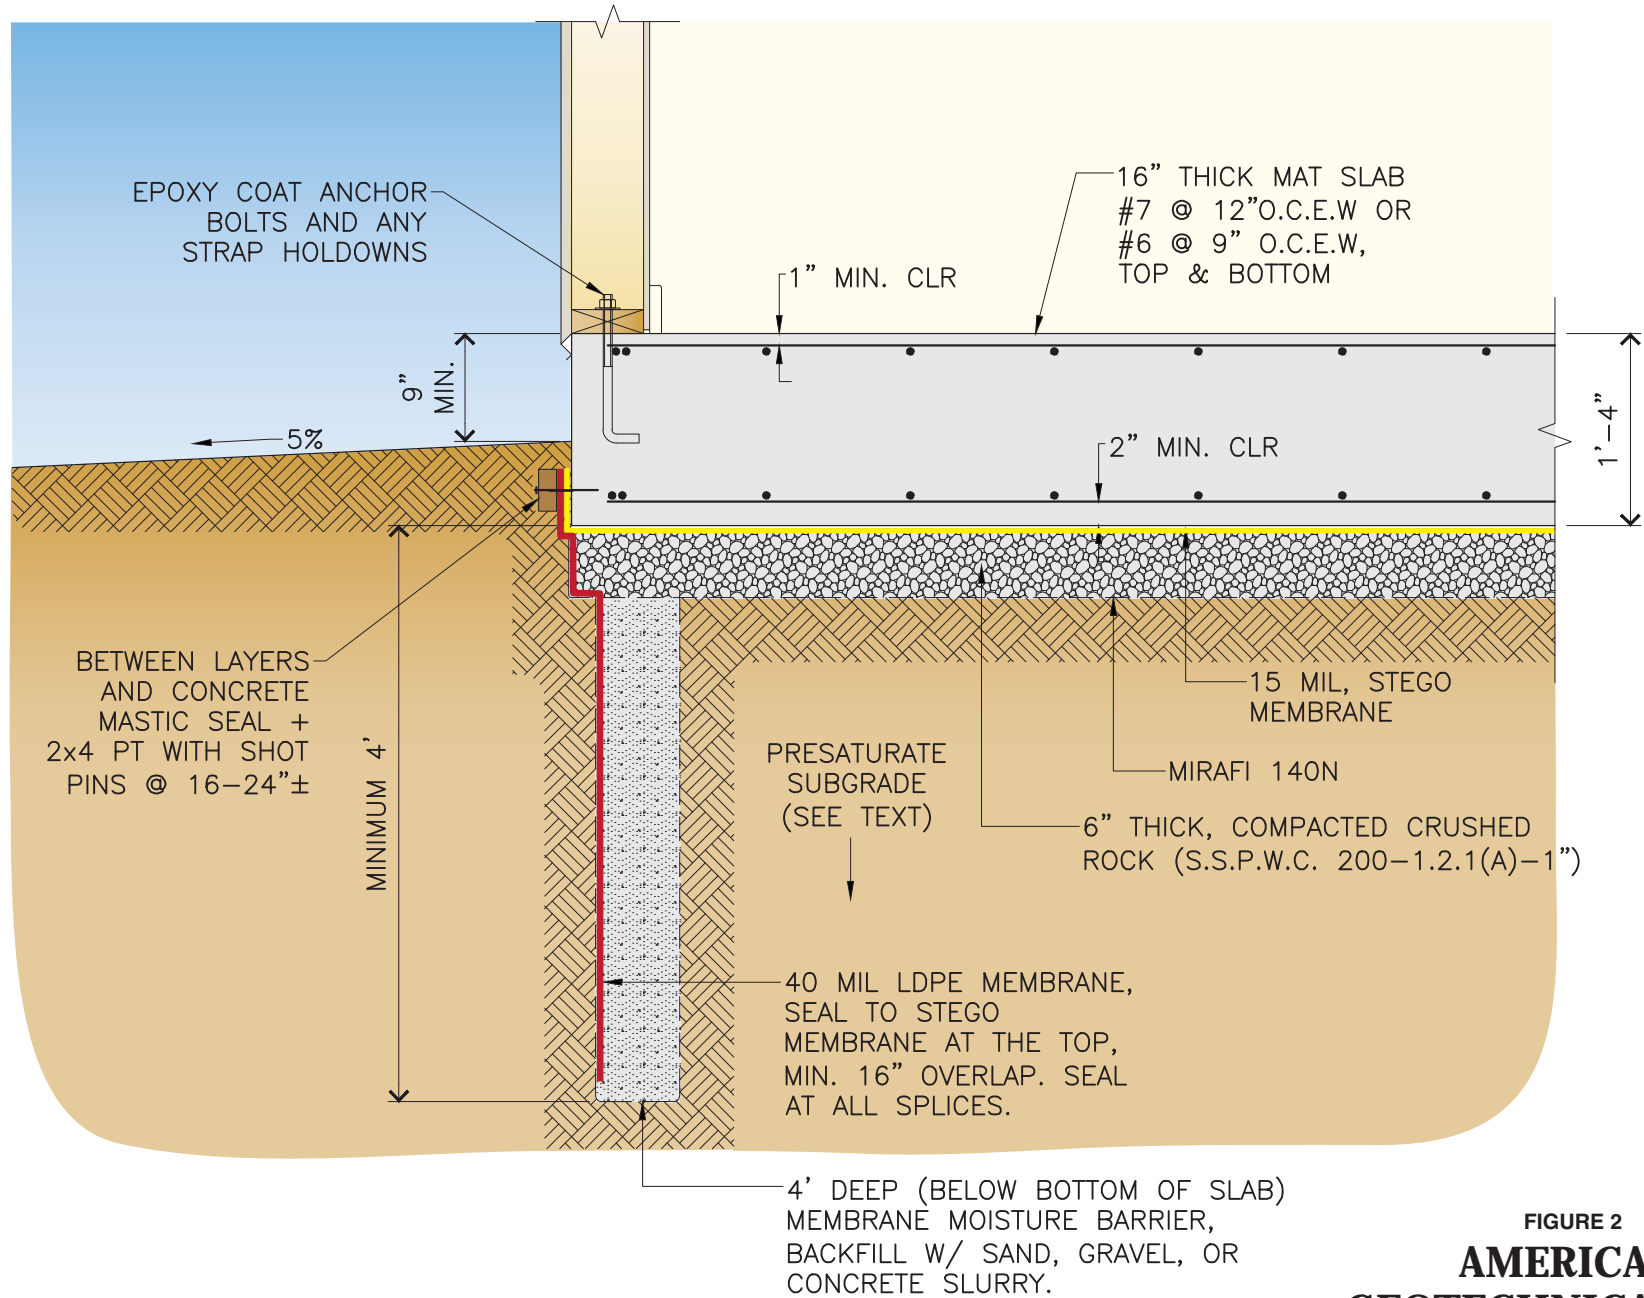 EPOXY COAT ANCHOR
BOLTS AND ANY
STRAP HOLDOWNS
16" THICK MAT SLAB
#7 @ 12"O.C.E.W OR
#6 @ 9" O.C.E.W,
TOP & BOTTOM
1" MIN. CLR
9"
MIN.
5%
2" MIN. CLR
1'-4"
BETWEEN LAYERS
AND CONCRETE
MASTIC SEAL +
2x4 PT WITH SHOT
PINS @ 16-24"±
MINIMUM 4'
15 MIL, STEGO
MEMBRANE
PRESATURATE
SUBGRADE
(SEE TEXT)
MIRAFI 140N
6" THICK, COMPACTED CRUSHED
ROCK (S.S.P.W.C. 200-1.2.1(A)-1")
40 MIL LDPE MEMBRANE,
SEAL TO STEGO
MEMBRANE AT THE TOP,
MIN. 16" OVERLAP. SEAL
AT ALL SPLICES.
4' DEEP (BELOW BOTTOM OF SLAB)
MEMBRANE MOISTURE BARRIER,
BACKFILL W/ SAND, GRAVEL, OR
CONCRETE SLURRY.
FIGURE 2
AMERICA